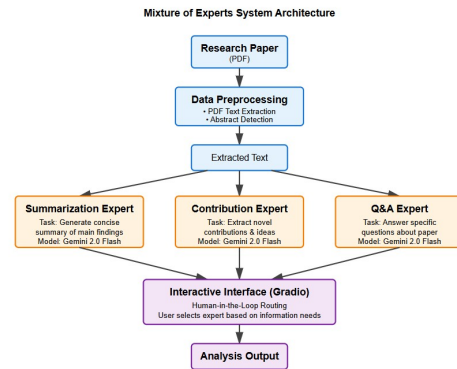 Mixture of Experts System Architecture
Research Paper
(PDF)
Data Preprocessing
• PDF Text Extraction
• Abstract Detection
Extracted Text
Summarization Expert
Task: Generate concise
summary of main findings
Model: Gemini 2.0 Flash
Contribution Expert
Task: Extract novel
contributions & ideas
Model: Gemini 2.0 Flash
Q&A Expert
Task: Answer specific
questions about paper
Model: Gemini 2.0 Flash
Interactive Interface (Gradio)
Human-in-the-Loop Routing
User selects expert based on information needs
Analysis Output